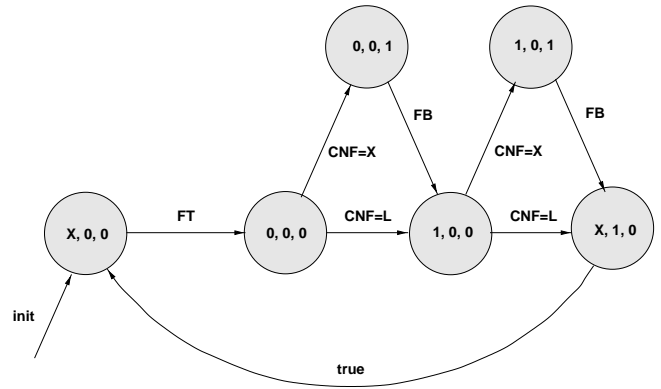 0, 0, 1
1, 0, 1
FB
FB
CNF=X
CNF=X
X, 0, 0
FT
0, 0, 0
CNF=L
1, 0, 0
CNF=L
X, 1, 0
init
true